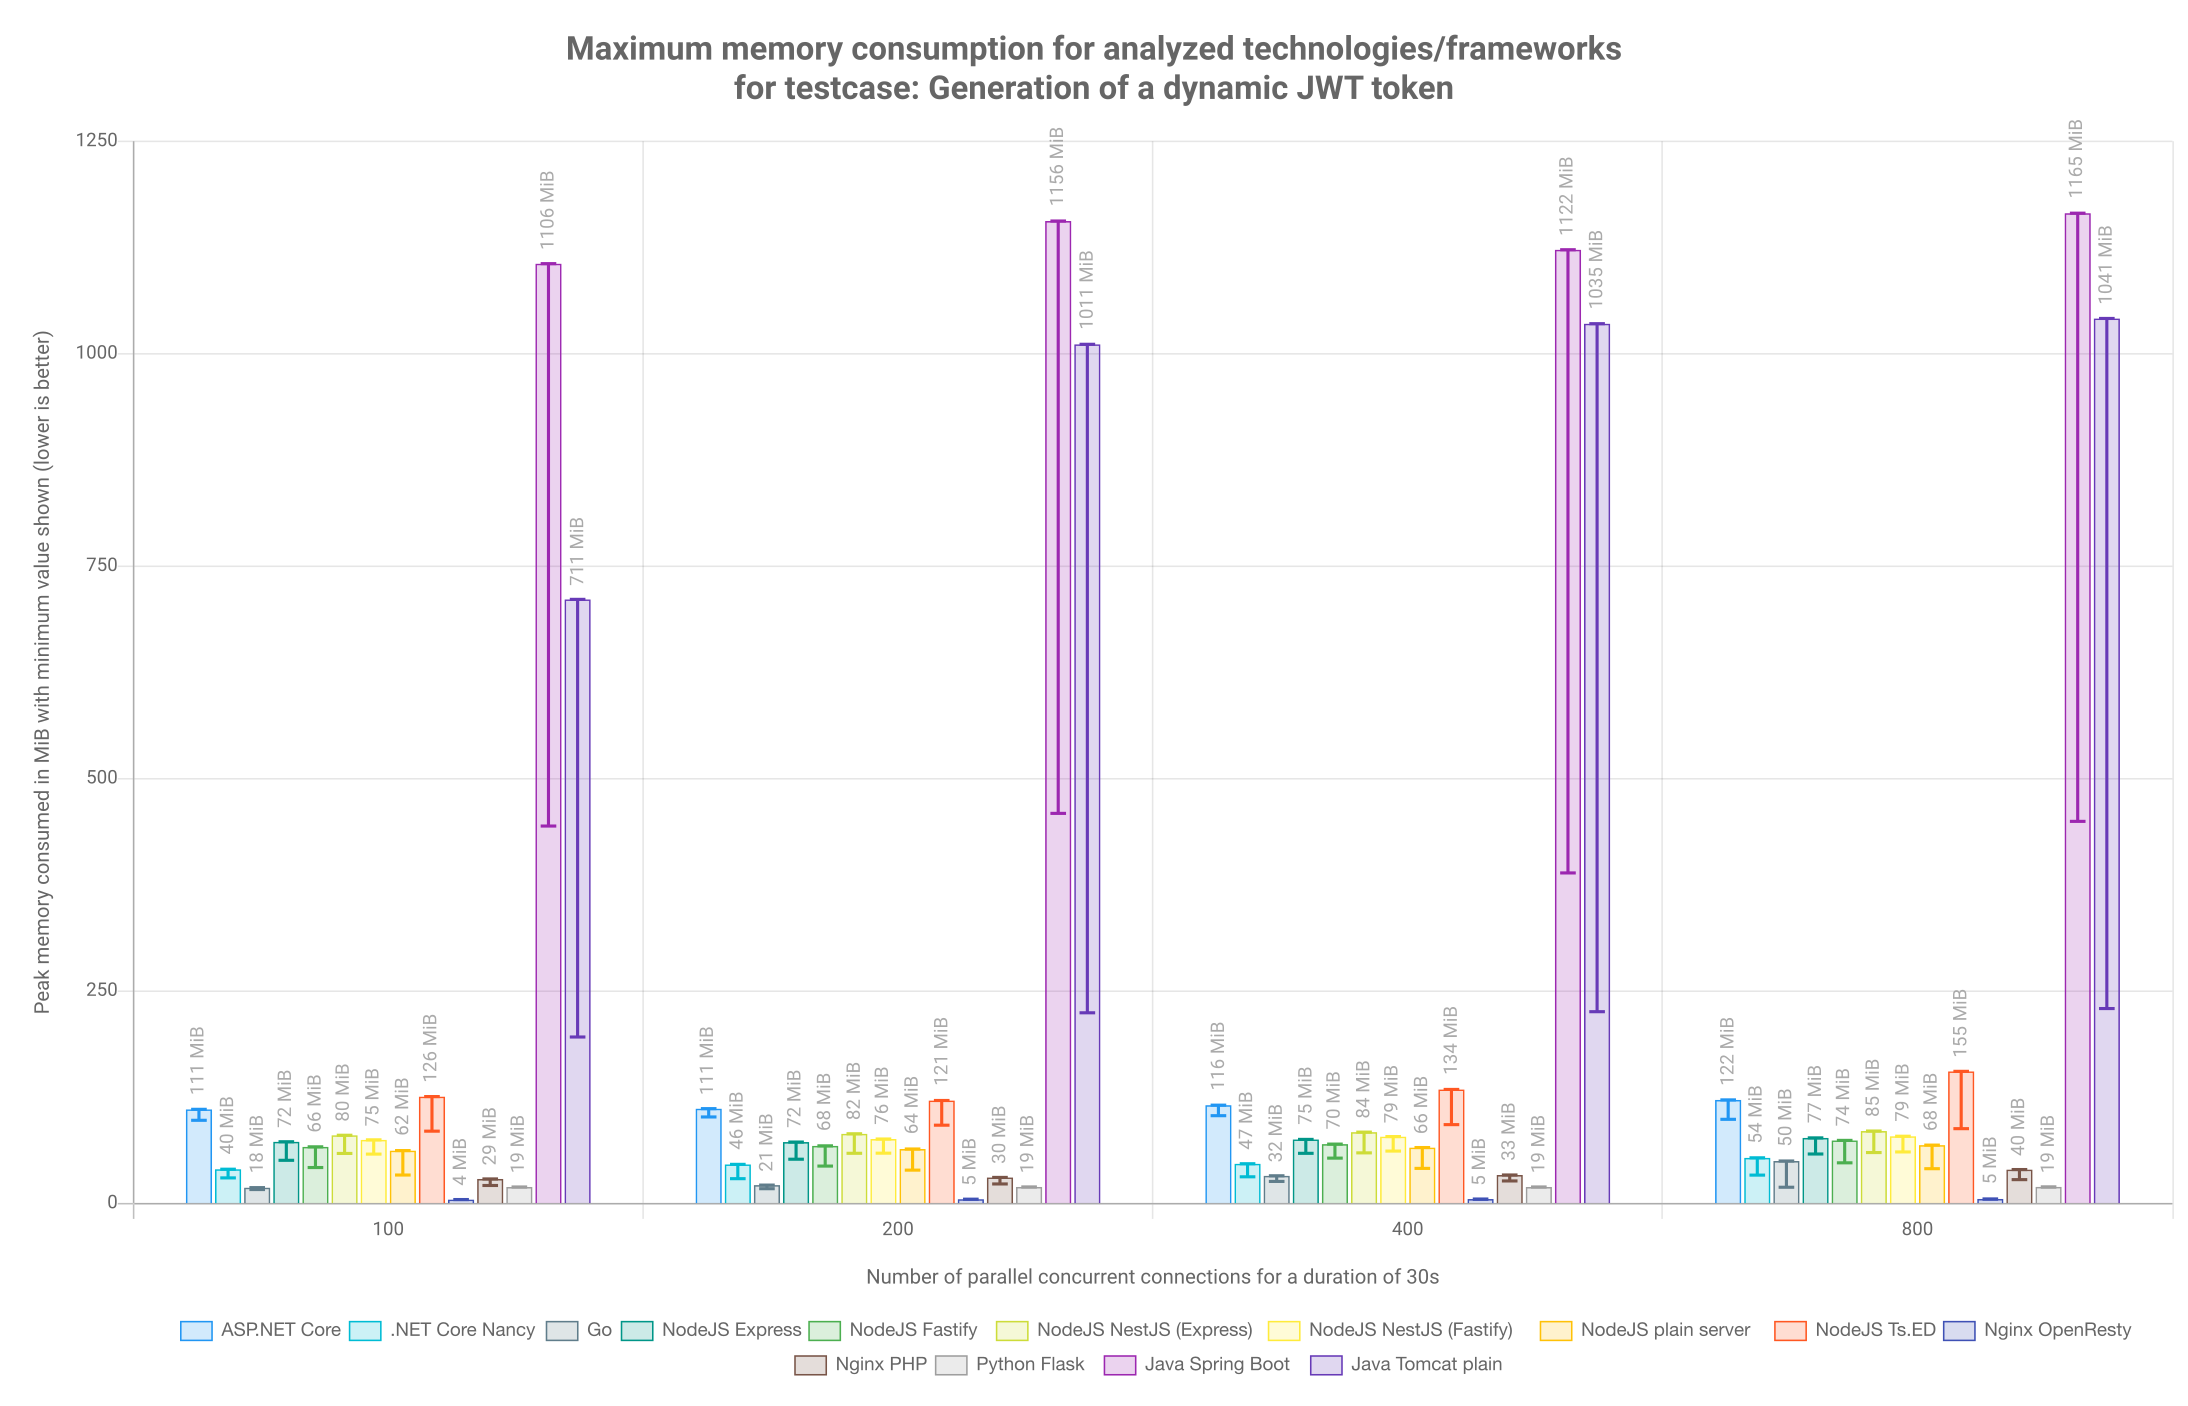 Maximum memory consumption for analyzed technologies/frameworks
for testcase: Generation of a dynamic JWT token
Peak memory consumed in MiB with minimum value shown (lower is better)
1250
1000
750
500
250
0
111 MiB
40 MiB
18 MiB
72 MiB
66 MiB
80 MiB
75 MiB
62 MiB
126 MiB
4 MiB
29 MiB
19 MiB
1106 MiB
711 MiB
111 MiB
46 MiB
21 MiB
72 MiB
68 MiB
82 MiB
76 MiB
64 MiB
121 MiB
5 MiB
30 MiB
19 MiB
1156 MiB
1011 MiB
116 MiB
47 MiB
32 MiB
75 MiB
70 MiB
84 MiB
79 MiB
66 MiB
134 MiB
5 MiB
33 MiB
19 MiB
1122 MiB
1035 MiB
122 MiB
54 MiB
50 MiB
77 MiB
74 MiB
85 MiB
79 MiB
68 MiB
155 MiB
5 MiB
40 MiB
19 MiB
1165 MiB
1041 MiB
100 200 400 800
Number of parallel concurrent connections for a duration of 30s
ASP.NET Core .NET Core Nancy Go NodeJS Express NodeJS Fastify NodeJS NestJS (Express) NodeJS NestJS (Fastify) NodeJS plain server NodeJS Ts.ED Nginx OpenResty
Nginx PHP Python Flask Java Spring Boot Java Tomcat plain